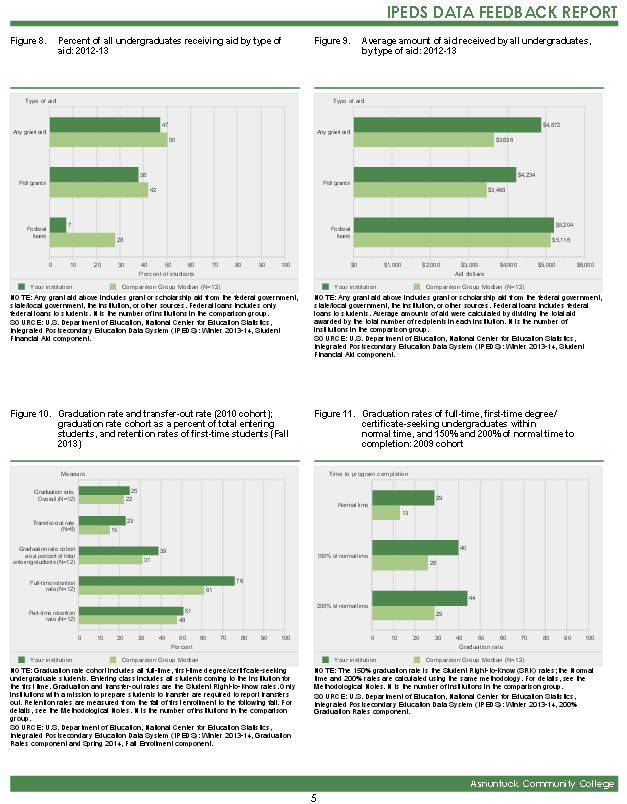 IPEDS DATA FEEDBACK REPORT
Figure 8. Percent of all undergraduates receiving aid by type of
aid: 2012-13
Type of aid
Any grant aid
47
50
Pell grants
38
42
Federal
loans
7
28
0 10 20 30 40 50 60 70 80 90 100
Percent of students
Your institution Comparison Group Median (N=12)
NOTE: Any grant aid above includes grant or scholarship aid from the federal government,
state/local government, the institution, or other sources. Federal loans includes only
federal loans to students. N is the number of institutions in the comparison group.
SOURCE: U.S. Department of Education, National Center for Education Statistics,
Integrated Postsecondary Education Data System (IPEDS): Winter 2013-14, Student
Financial Aid component.
Figure 9. Average amount of aid received by all undergraduates,
by type of aid: 2012-13
Type of aid
Any grant aid
$4,872
$3,636
Pell grants
$4,234
$3,468
Federal
loans
$5,204
$5,116
$0 $1,000 $2,000 $3,000 $4,000 $5,000 $6,000
Aid dollars
Your institution Comparison Group Median (N=12)
NOTE: Any grant aid above includes grant or scholarship aid from the federal government,
state/local government, the institution, or other sources. Federal loans includes federal
loans to students. Average amounts of aid were calculated by dividing the total aid
awarded by the total number of recipients in each institution. N is the number of
institutions in the comparison group.
SOURCE: U.S. Department of Education, National Center for Education Statistics,
Integrated Postsecondary Education Data System (IPEDS): Winter 2013-14, Student
Financial Aid component.
Figure 10. Graduation rate and transfer-out rate (2010 cohort);
graduation rate cohort as a percent of total entering
students, and retention rates of first-time students (Fall
2013)
Measure
Graduation rate,
Overall (N=12)
25
22
Transfer-out rate
(N=8)
23
15
Graduation rate cohort
as a percent of total
entering students (N=12)
39
31
Full-time retention
rate (N=12)
76
61
Part-time retention
rate (N=12)
51
48
0 10 20 30 40 50 60 70 80 90 100
Percent
Your institution Comparison Group Median
NOTE: Graduation rate cohort includes all full-time, first-time degree/certificate-seeking
undergraduate students. Entering class includes all students coming to the institution for
the first time. Graduation and transfer-out rates are the Student Right-to-Know rates. Only
institutions with a mission to prepare students to transfer are required to report transfers
out. Retention rates are measured from the fall of first enrollment to the following fall. For
details, see the Methodological Notes. N is the number of institutions in the comparison
group.
SOURCE: U.S. Department of Education, National Center for Education Statistics,
Integrated Postsecondary Education Data System (IPEDS): Winter 2013-14, Graduation
Rates component and Spring 2014, Fall Enrollment component.
Figure 11. Graduation rates of full-time, first-time degree/
certificate-seeking undergraduates within
normal time, and 150% and 200% of normal time to
completion: 2009 cohort
Time to program completion
Normal time
29
13
150% of normal time
40
26
200% of normal time
44
29
0 10 20 30 40 50 60 70 80 90 100
Graduation rate
Your institution Comparison Group Median (N=12)
NOTE: The 150% graduation rate is the Student Right-to-Know (SRK) rates; the Normal
time and 200% rates are calculated using the same methodology. For details, see the
Methodological Notes. N is the number of institutions in the comparison group.
SOURCE: U.S. Department of Education, National Center for Education Statistics,
Integrated Postsecondary Education Data System (IPEDS): Winter 2013-14, 200%
Graduation Rates component.
Asnuntuck Community College
5